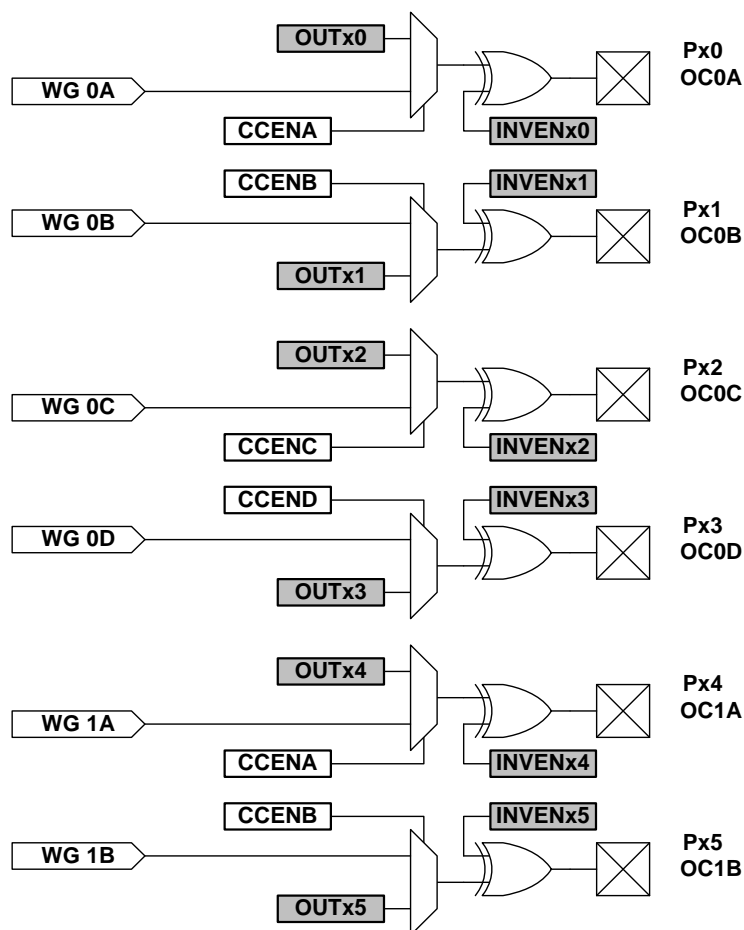 OUTx0
Px0
OC0A
WG 0A
CCENA
INVENx0
CCENB
INVENx1
WG 0B
Px1
OC0B
OUTx1
OUTx2
Px2
OC0C
WG 0C
CCENC
INVENx2
CCEND
INVENx3
WG 0D
Px3
OC0D
OUTx3
OUTx4
Px4
OC1A
WG 1A
CCENA
INVENx4
CCENB
INVENx5
WG 1B
Px5
OC1B
OUTx5